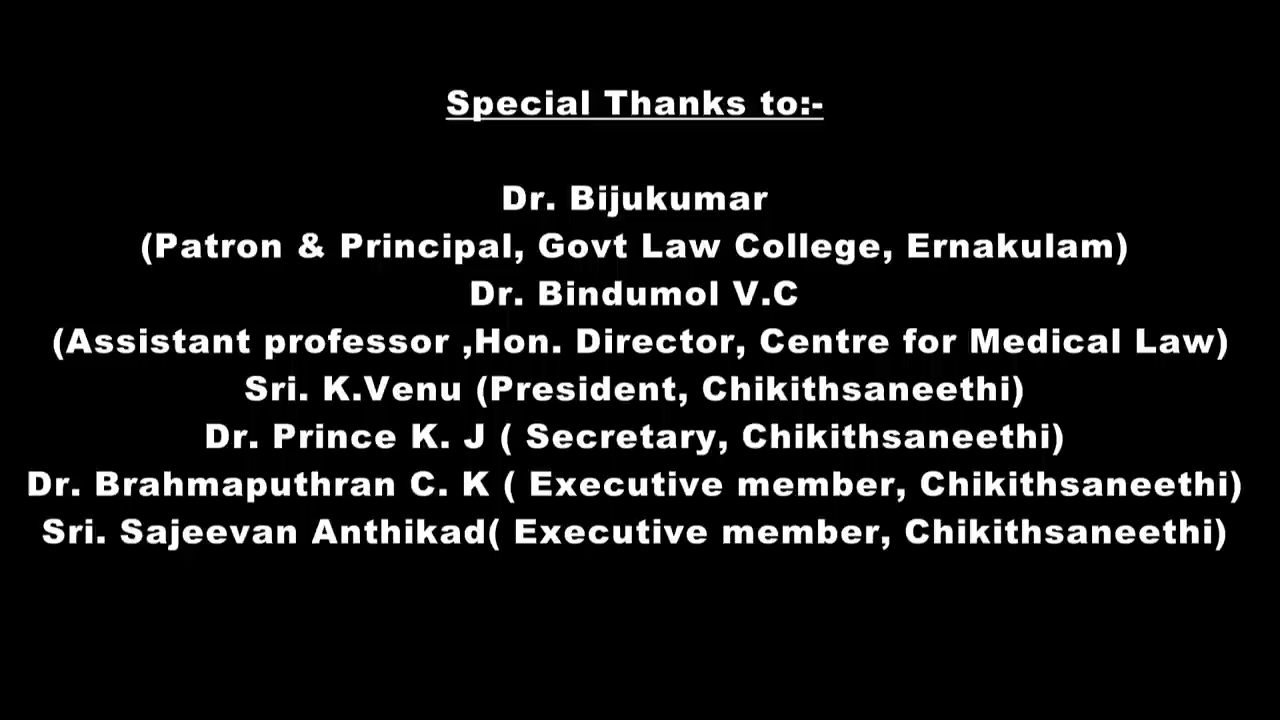 Special Thanks to:-
Dr. Bijukumar
(Patron & Principal, Govt Law College, Ernakulam)
Dr. Bindumol V.C
(Assistant professor ,Hon. Director, Centre for Medical Law)
Sri. K.Venu (President, Chikithsaneethi)
Dr. Prince K. J ( Secretary, Chikithsaneethi)
Dr. Brahmaputhran C. K ( Executive member, Chikithsaneethi)
Sri. Sajeevan Anthikad( Executive member, Chikithsaneethi)